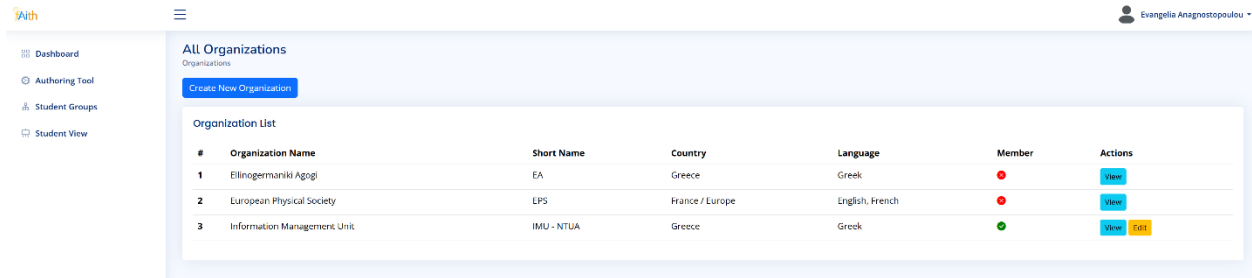 fAith
Evangelia Anagnostopoulou
Dashboard
Authoring Tool
Student Groups
Student View
All Organizations
Organizations
Create New Organization
Organization List
# Organization Name Short Name Country Language Member Actions
1 Ellinogermaniki Agogi EA Greece Greek View
2 European Physical Society EPS France / Europe English, French View
3 Information Management Unit IMU - NTUA Greece Greek View Edit